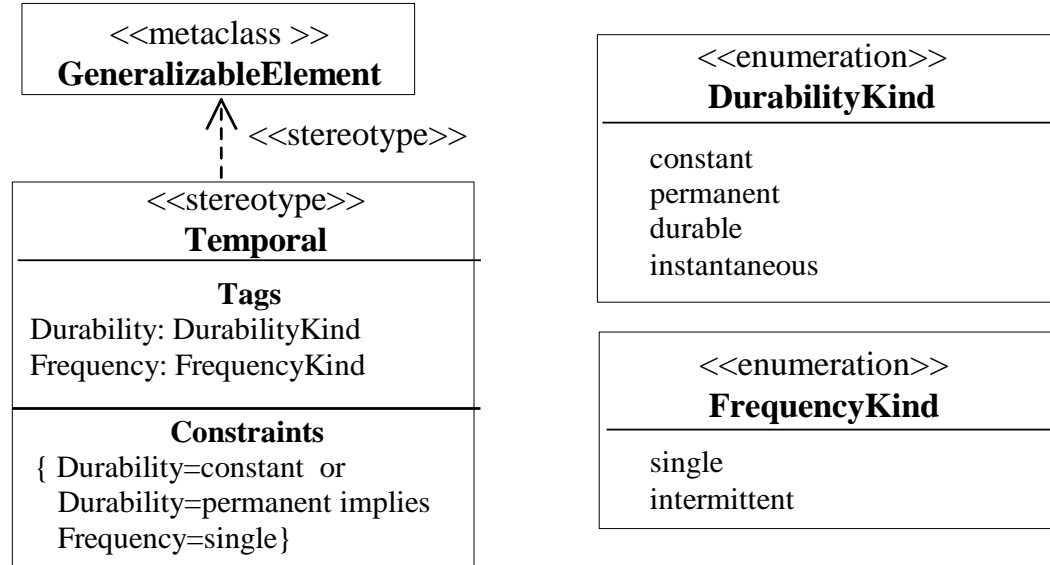 <<metaclass >>
GeneralizableElement
<<stereotype>>
<<stereotype>>
Temporal
Tags
Durability: DurabilityKind
Frequency: FrequencyKind
Constraints
{ Durability=constant or
Durability=permanent implies
Frequency=single}
<<enumeration>>
DurabilityKind
constant
permanent
durable
instantaneous
<<enumeration>>
FrequencyKind
single
intermittent